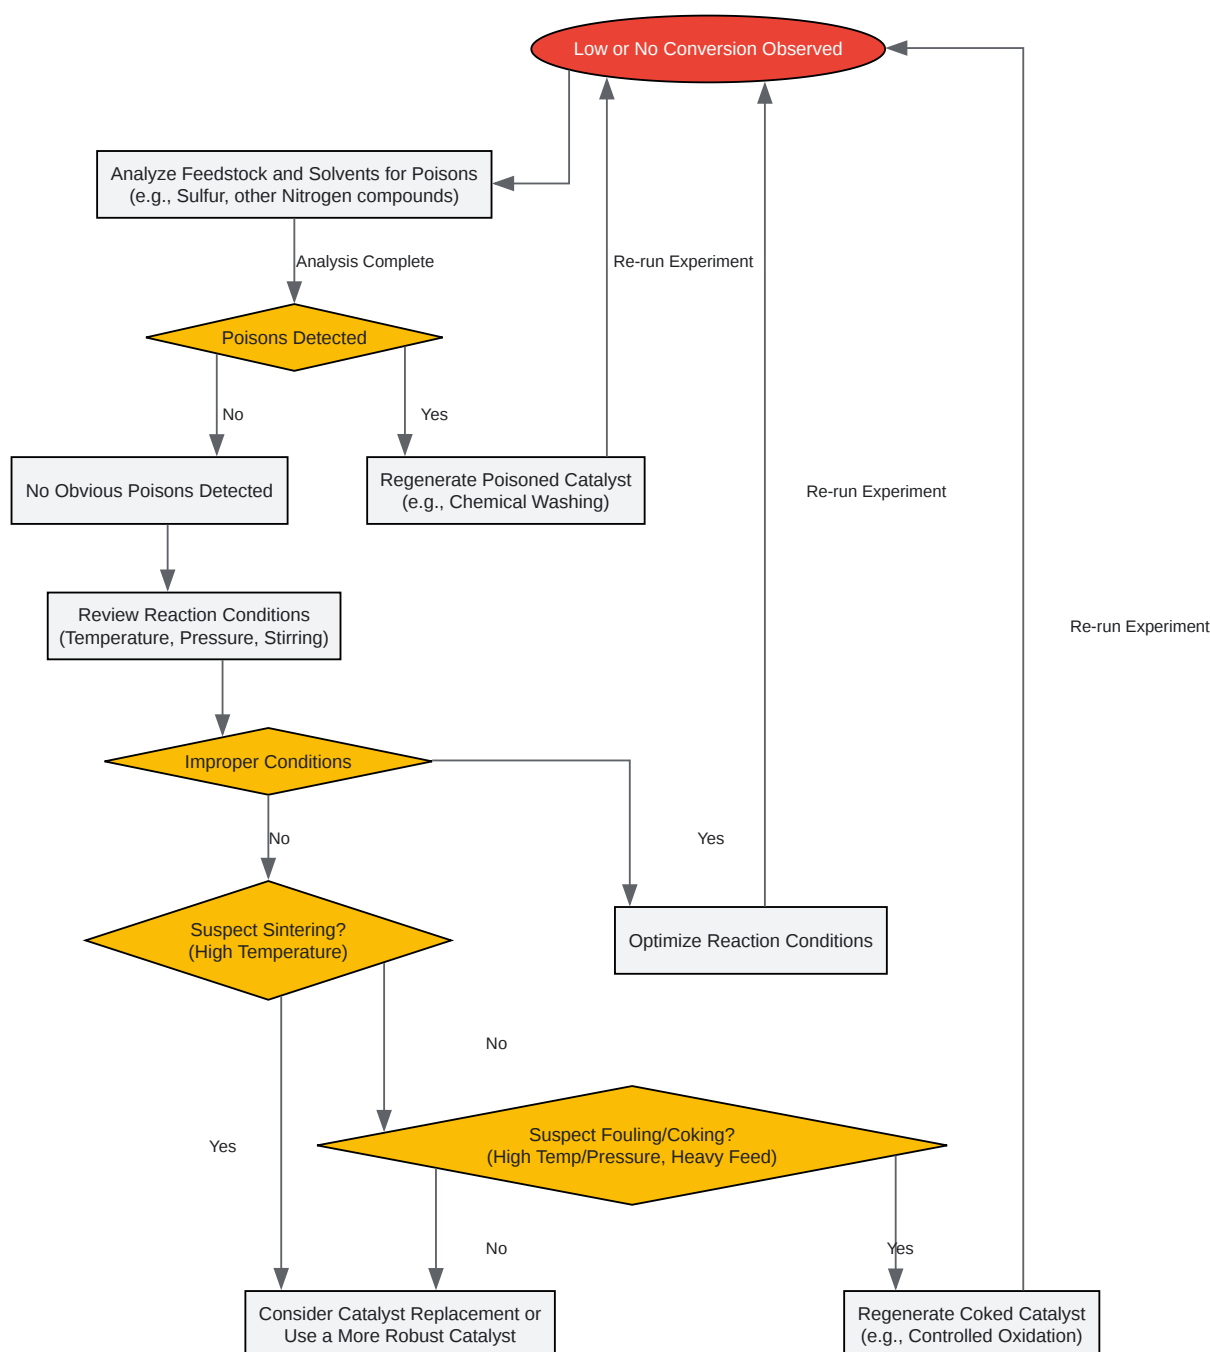 Low or No Conversion Observed
Analyze Feedstock and Solvents for Poisons
(e.g., Sulfur, other Nitrogen compounds)
Analysis Complete
Re-run Experiment
Poisons Detected
No
Yes
No Obvious Poisons Detected
Regenerate Poisoned Catalyst
(e.g., Chemical Washing)
Re-run Experiment
Review Reaction Conditions
(Temperature, Pressure, Stirring)
Re-run Experiment
Improper Conditions
No
Yes
Suspect Sintering?
(High Temperature)
Optimize Reaction Conditions
No
Yes
Suspect Fouling/Coking?
(High Temp/Pressure, Heavy Feed)
No
Yes
Consider Catalyst Replacement or
Use a More Robust Catalyst
Regenerate Coked Catalyst
(e.g., Controlled Oxidation)